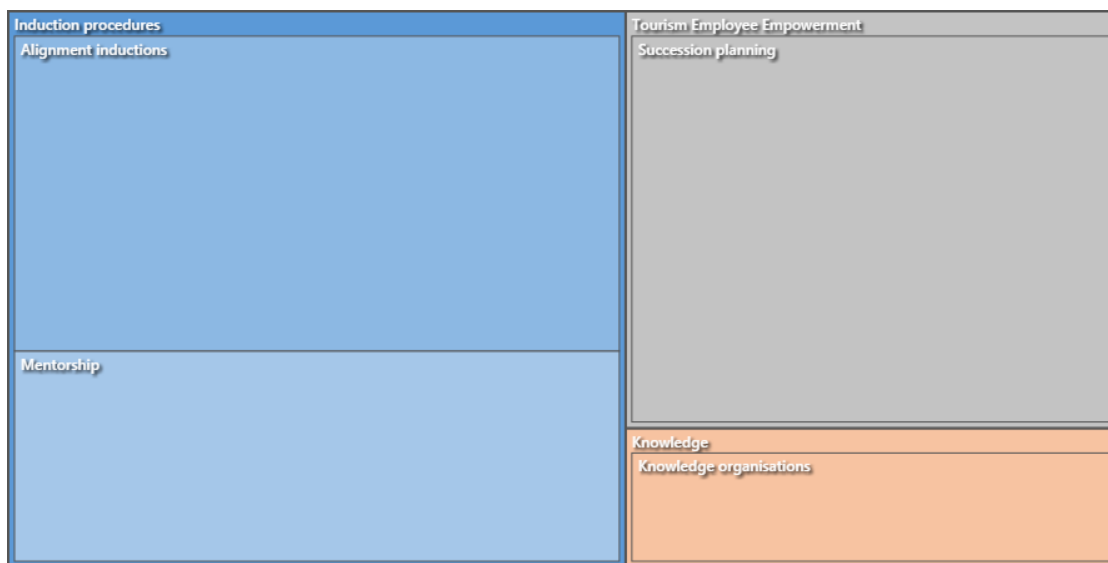 Induction procedures
Alignment inductions
Mentorship
Tourism Employee Empowerment
Succession planning
Knowledge
Knowledge organisations